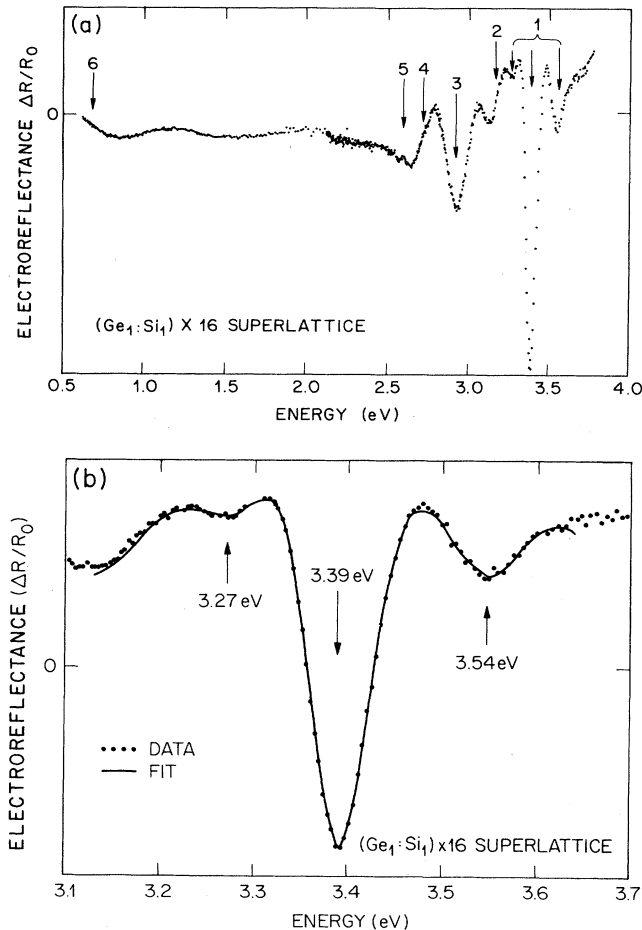 (a)
ELECTROREFLECTANCE ΔR/R₀
0
6
5
4
3
2
1
(Ge₁:Si₁) X 16 SUPERLATTICE
0.5 1.0 1.5 2.0 2.5 3.0 3.5 4.0
ENERGY (eV)
(b)
ELECTROREFLECTANCE (ΔR/R₀)
0
3.27 eV
3.39 eV
3.54 eV
DATA
FIT
(Ge₁:Si₁) x 16 SUPERLATTICE
3.1 3.2 3.3 3.4 3.5 3.6 3.7
ENERGY (eV)